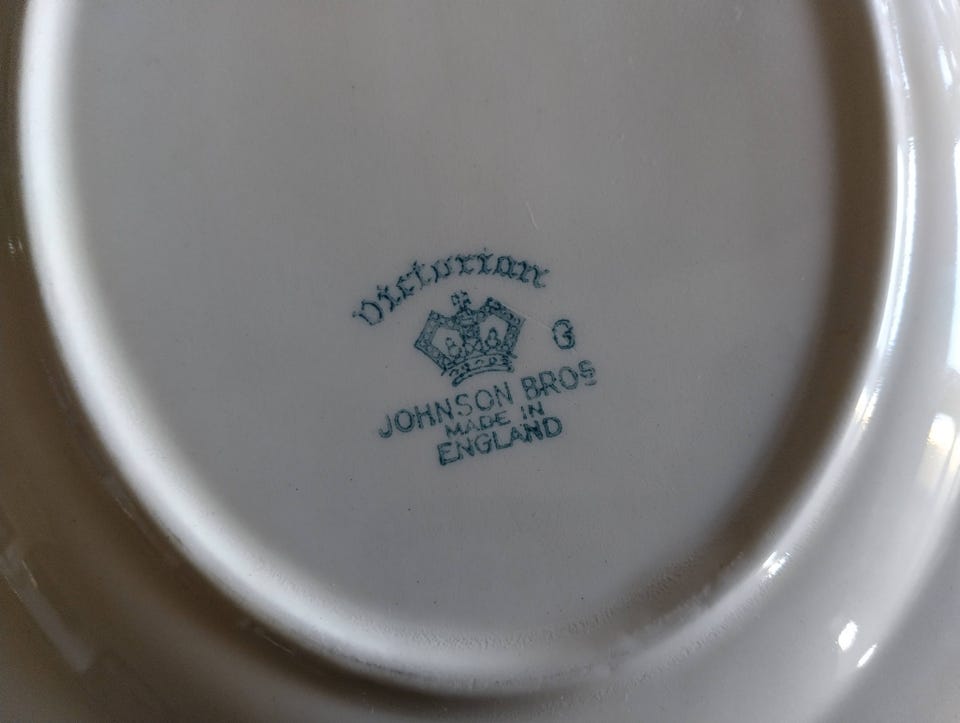 Victorian
G
JOHNSON BROS
MADE IN
ENGLAND